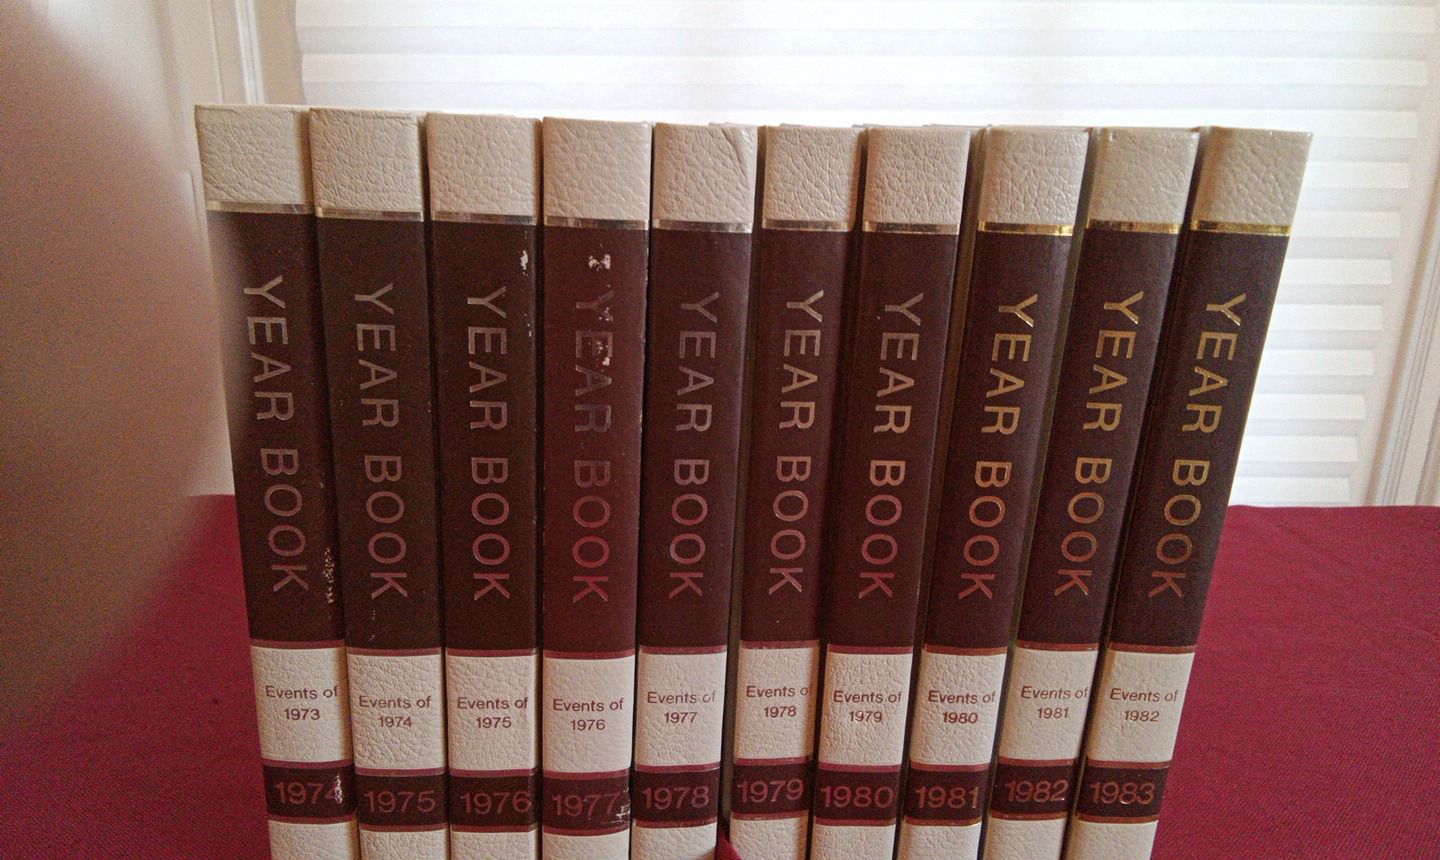 YEAR BOOK
Events of
1973
1974
YEAR BOOK
Events of
1974
1975
YEAR BOOK
Events of
1975
1976
YEAR BOOK
Events of
1976
1977
YEAR BOOK
Events of
1977
1978
YEAR BOOK
Events of
1978
1979
YEAR BOOK
Events of
1979
1980
YEAR BOOK
Events of
1980
1981
YEAR BOOK
Events of
1981
1982
YEAR BOOK
Events of
1982
1983